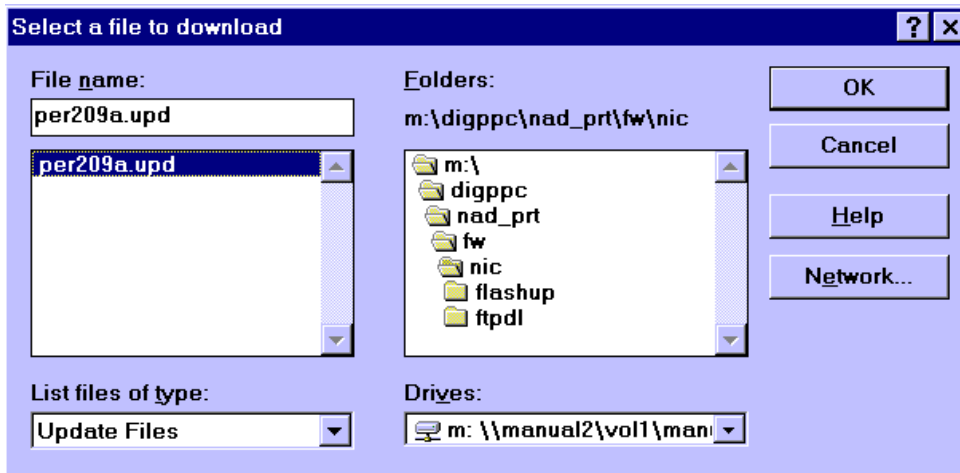 Select a file to download
File name:
per209a.upd
per209a.upd
List files of type:
Update Files
Folders:
m:\digppc\nad_prt\fw\nic
m:\
digppc
nad_prt
fw
nic
flashup
ftpdl
Drives:
m: \\manual2\vol1\man
OK
Cancel
Help
Network...